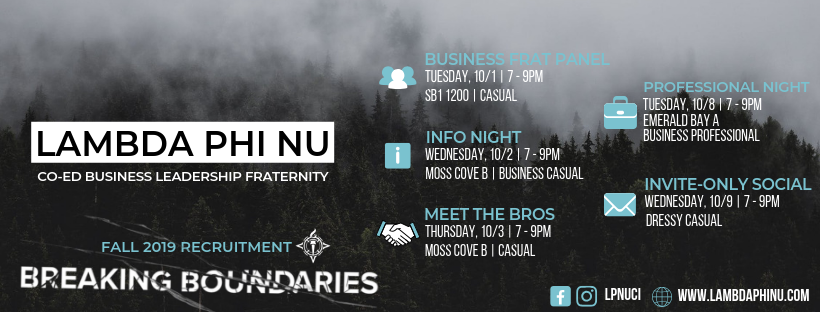 LAMBDA PHI NU
CO-ED BUSINESS LEADERSHIP FRATERNITY
FALL 2019 RECRUITMENT
BREAKING BOUNDARIES
BUSINESS FRAT PANEL
TUESDAY, 10/1 | 7 - 9PM
SB1 1200 | CASUAL
INFO NIGHT
WEDNESDAY, 10/2 | 7 - 9PM
MOSS COVE B | BUSINESS CASUAL
MEET THE BROS
THURSDAY, 10/3 | 7 - 9PM
MOSS COVE B | CASUAL
PROFESSIONAL NIGHT
TUESDAY, 10/8 | 7 - 9PM
EMERALD BAY A
BUSINESS PROFESSIONAL
INVITE-ONLY SOCIAL
WEDNESDAY, 10/9 | 7 - 9PM
DRESSY CASUAL
LPNUCI
WWW.LAMBDAPHINU.COM